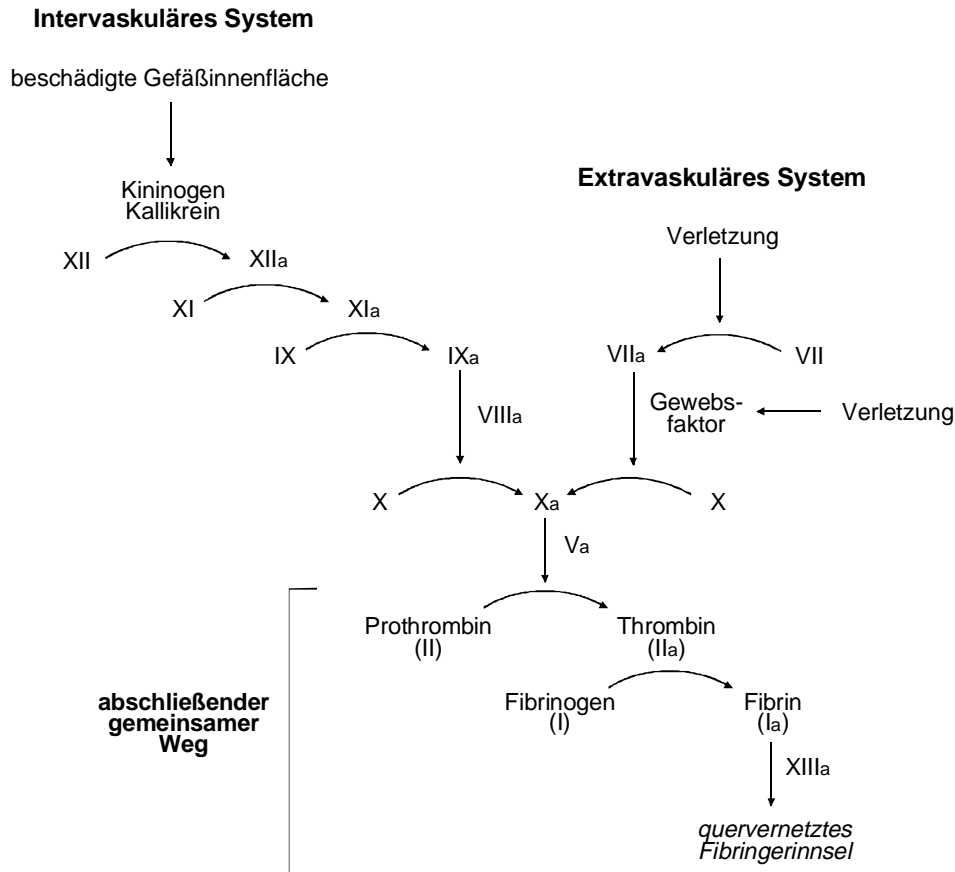 Intervaskuläres System
beschädigte Gefäßinnenfläche
Kininogen
Kallikrein
Extravaskuläres System
Verletzung
XII
XIIa
XI
XIa
IX
IXa
VIIa
VII
VIIIa
Gewebs-
faktor
Verletzung
X
Xa
X
Va
Prothrombin
(II)
Thrombin
(IIa)
abschließender
gemeinsamer
Weg
Fibrinogen
(I)
Fibrin
(Ia)
XIIIa
quervernetztes
Fibringerinnsel